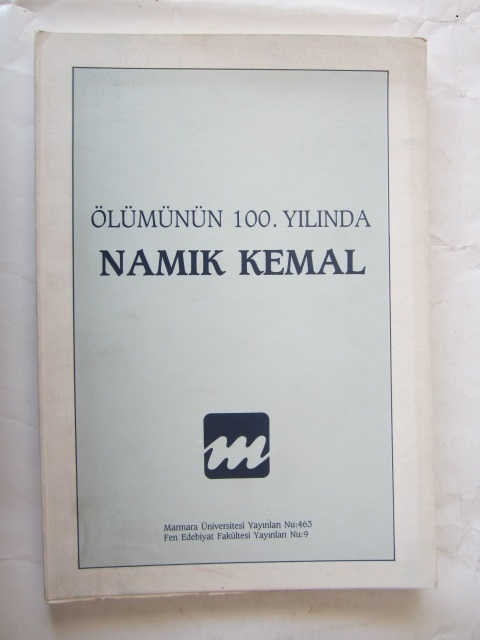 ÖLÜMÜNÜN 100. YILINDA
NAMIK KEMAL
m
Marmara Üniversitesi Yayınları Nu:463
Fen Edebiyat Fakültesi Yayınları Nu:9